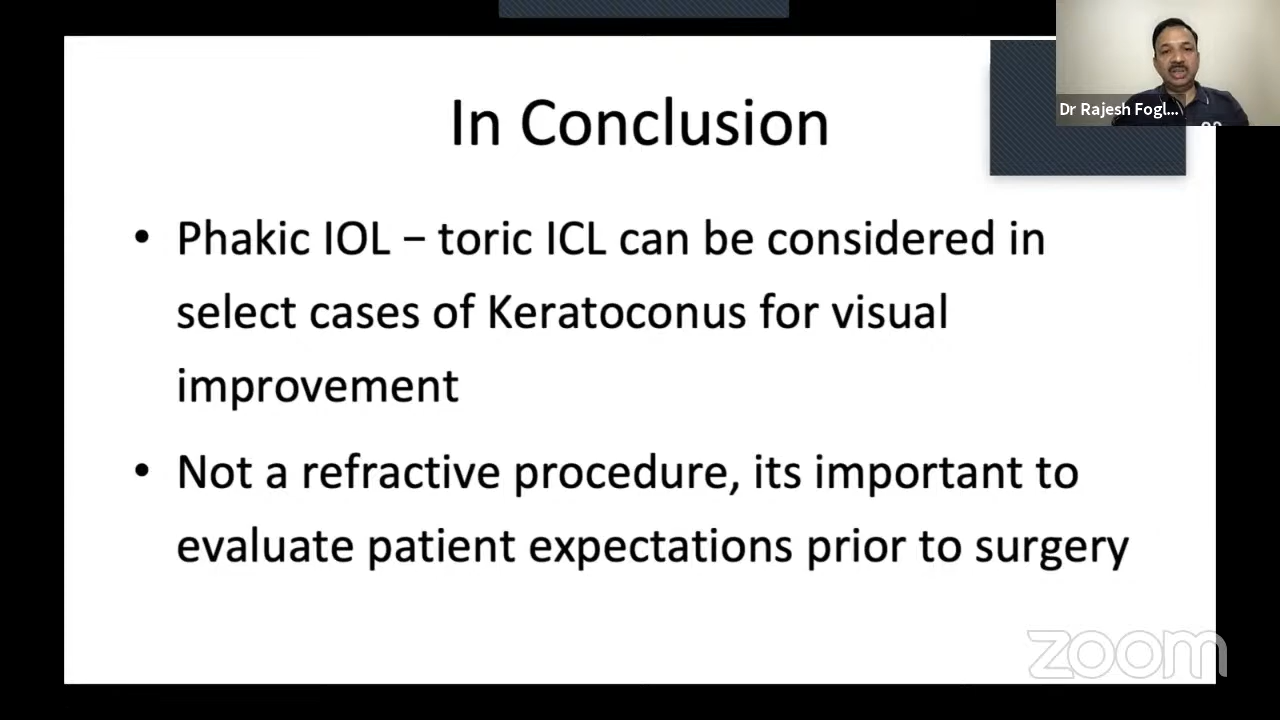 In Conclusion
Dr Rajesh Fogl...
• Phakic IOL – toric ICL can be considered in
select cases of Keratoconus for visual
improvement
• Not a refractive procedure, its important to
evaluate patient expectations prior to surgery
zoom